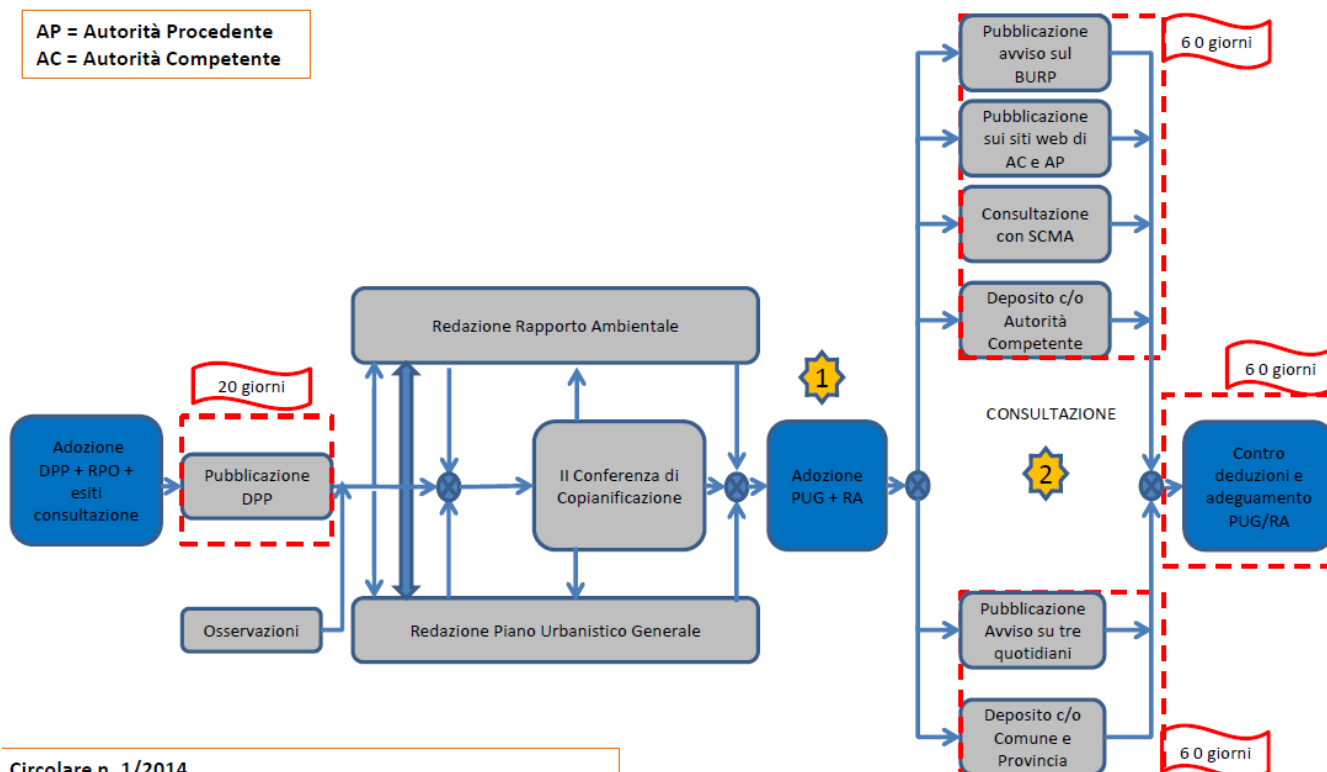 AP = Autorità Procedente
AC = Autorità Competente
Pubblicazione
avviso sul
BURP
6 0 giorni
Pubblicazione
sui siti web di
AC e AP
Consultazione
con SCMA
Deposito c/o
Autorità
Competente
Redazione Rapporto Ambientale
20 giorni
1
6 0 giorni
CONSULTAZIONE
2
Adozione
DPP + RPO +
esiti
consultazione
Pubblicazione
DPP
II Conferenza di
Copianificazione
Adozione
PUG + RA
Contro
deduzioni e
adeguamento
PUG/RA
Osservazioni
Redazione Piano Urbanistico Generale
Pubblicazione
Avviso su tre
quotidiani
Deposito c/o
Comune e
Provincia
6 0 giorni
Circolare n. 1/2014